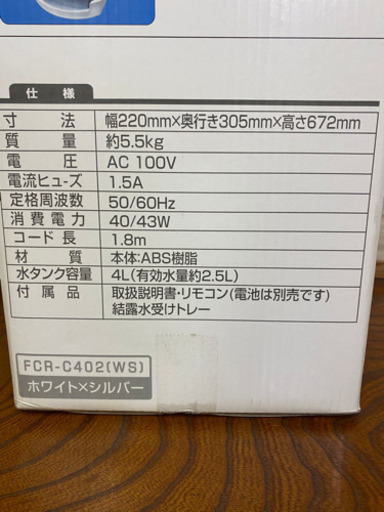 仕様
寸法 幅220mm×奥行き305mm×高さ672mm
質量 約5.5kg
電圧 AC 100V
電流ヒュ-ズ 1.5A
定格周波数 50/60Hz
消費電力 40/43W
コード長 1.8m
材質 本体:ABS樹脂
水タンク容量 4L(有効水量約2.5L)
付属品 取扱説明書・リモコン(電池は別売です)
結露水受けトレー
FCR-C402(WS)
ホワイト×シルバー